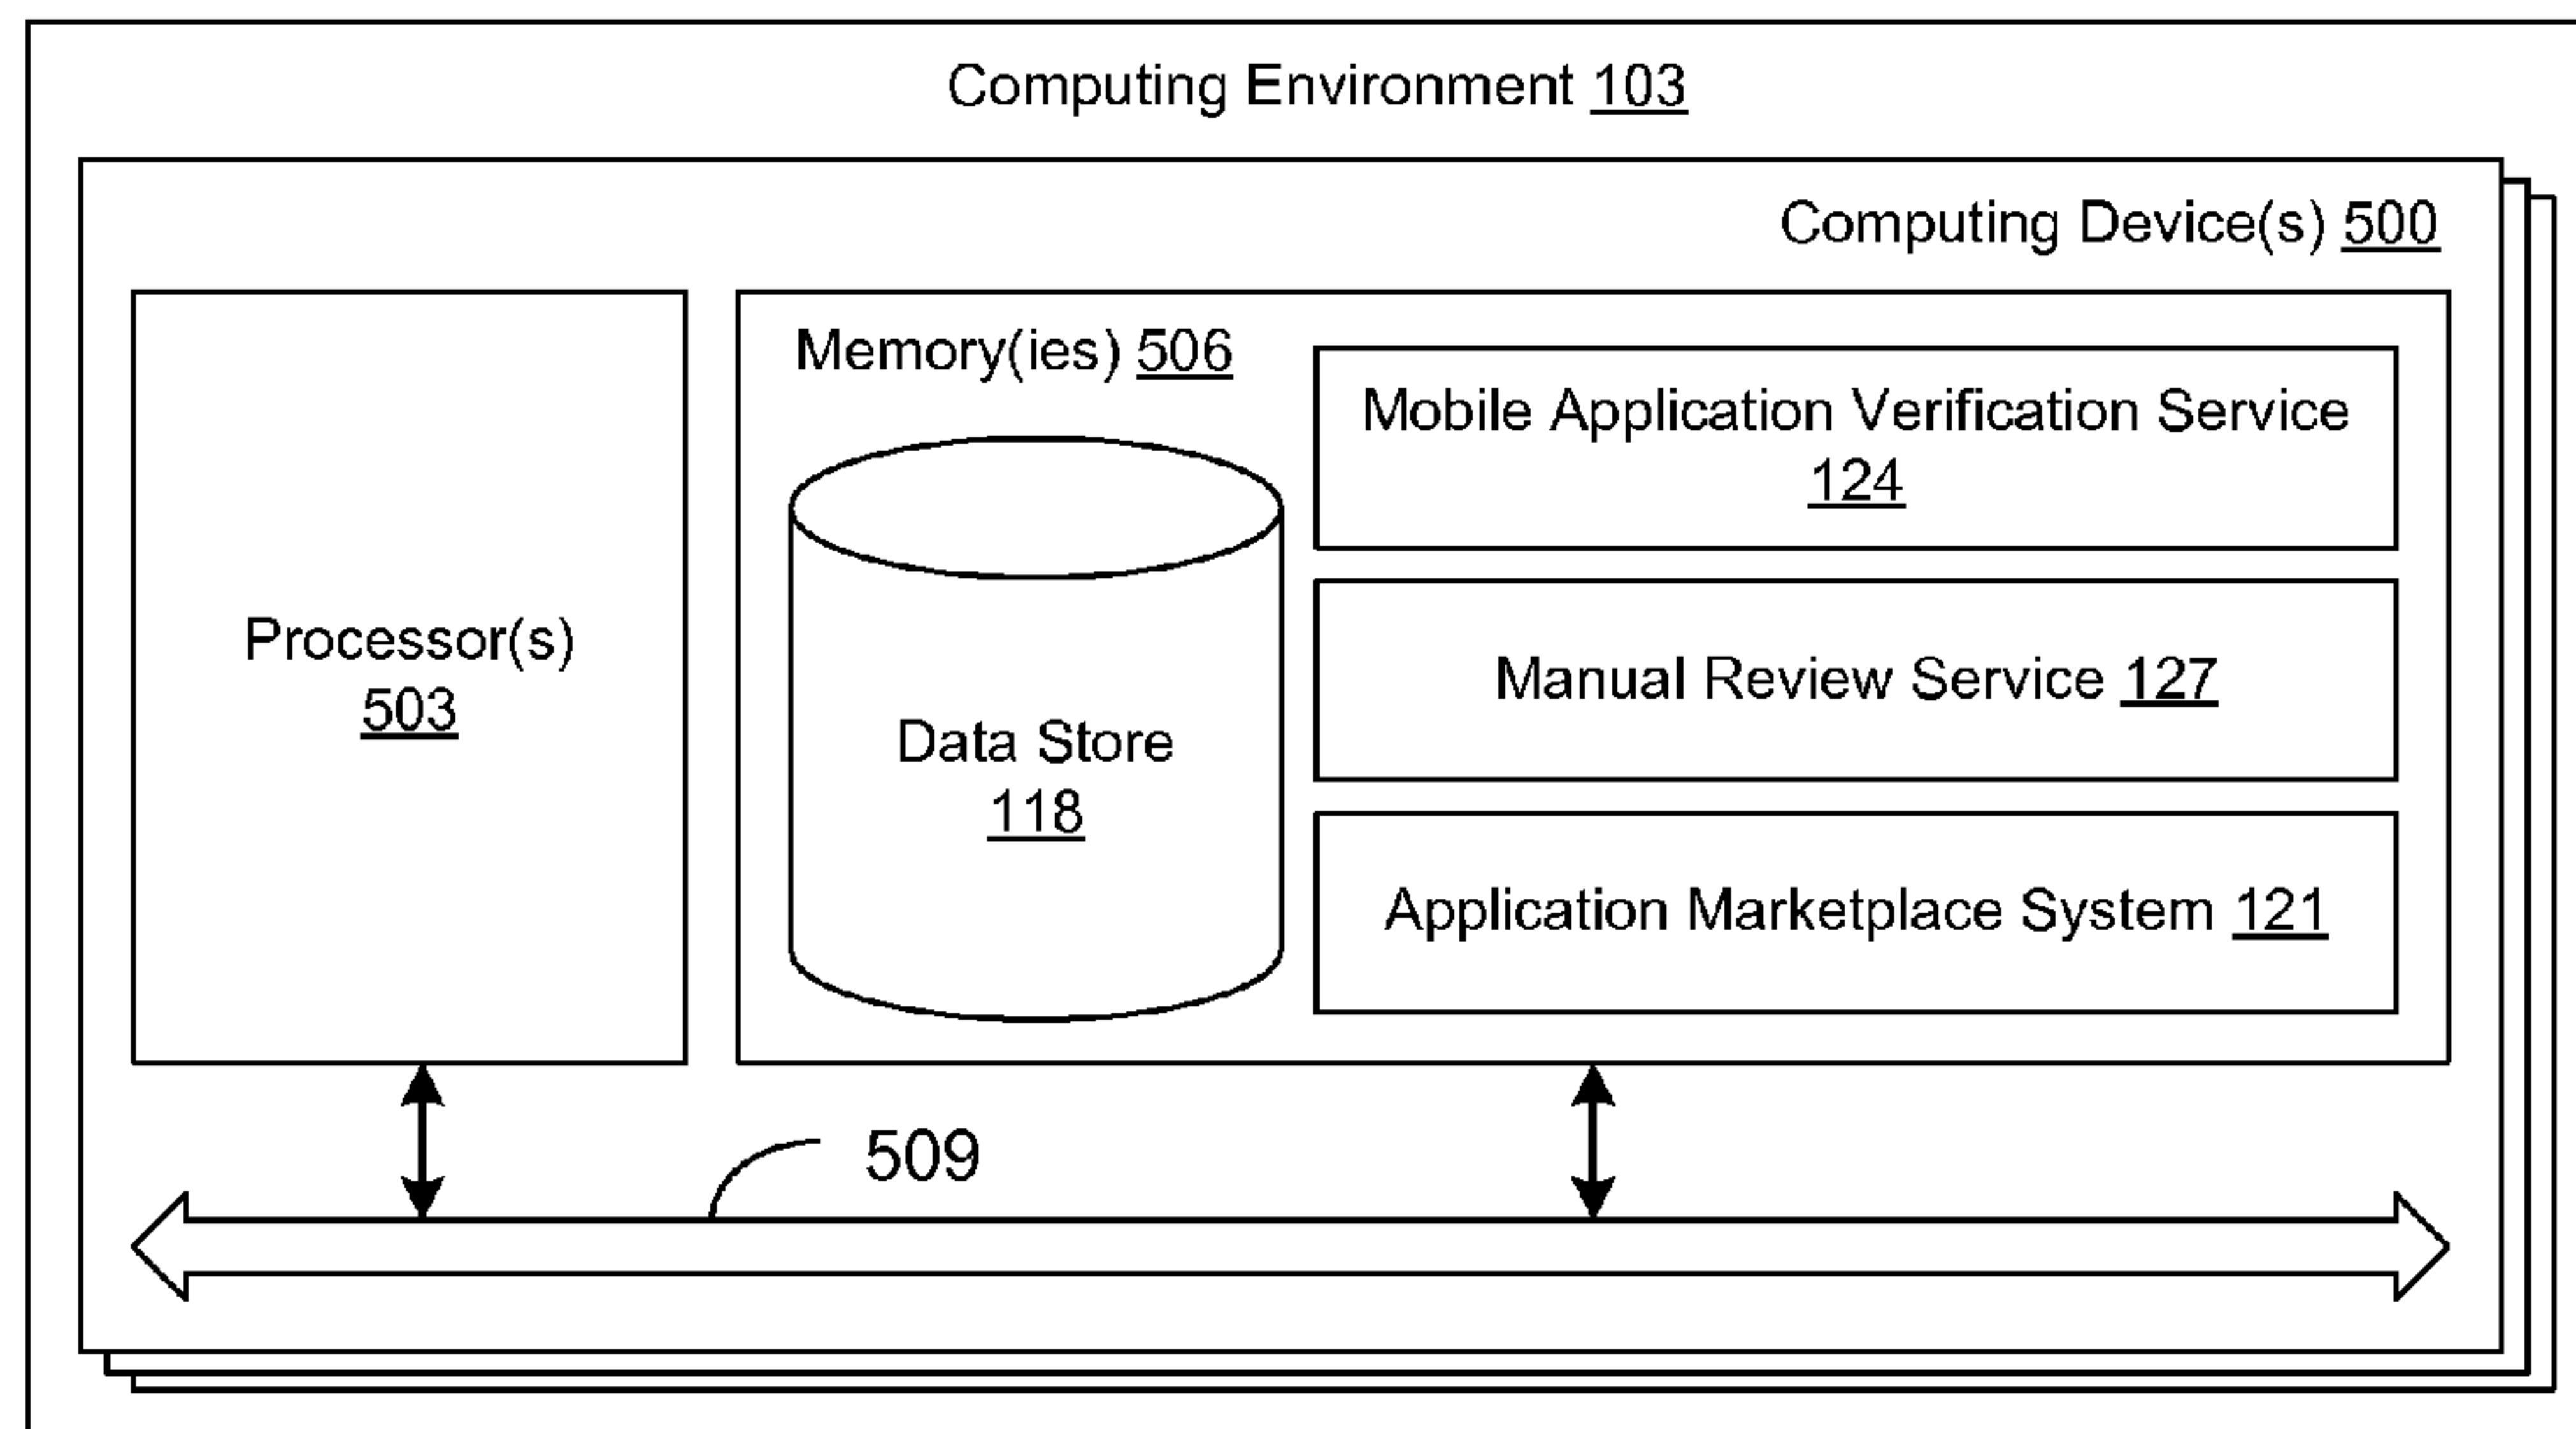 Computing Environment 103
Computing Device(s) 500
Processor(s)
503
Memory(ies) 506
Data Store
118
Mobile Application Verification Service
124
Manual Review Service 127
Application Marketplace System 121
509